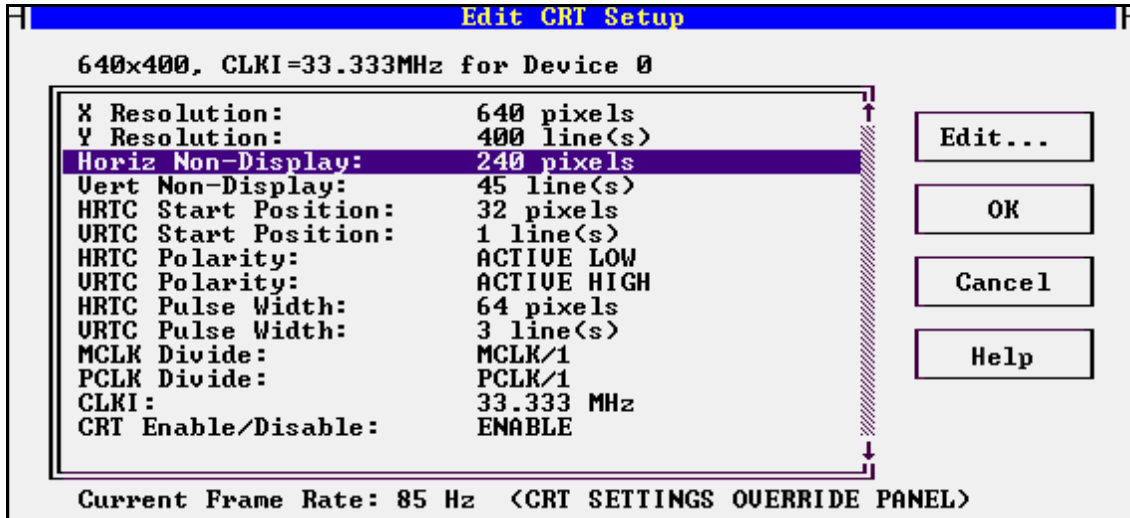 Edit CRT Setup
640x400, CLKI=33.333MHz for Device 0
X Resolution: 640 pixels
Y Resolution: 400 line(s)
Horiz Non-Display: 240 pixels
Vert Non-Display: 45 line(s)
HRTC Start Position: 32 pixels
VRTC Start Position: 1 line(s)
HRTC Polarity: ACTIVE LOW
VRTC Polarity: ACTIVE HIGH
HRTC Pulse Width: 64 pixels
VRTC Pulse Width: 3 line(s)
MCLK Divide: MCLK/1
PCLK Divide: PCLK/1
CLKI: 33.333 MHz
CRT Enable/Disable: ENABLE
Edit...
OK
Cancel
Help
Current Frame Rate: 85 Hz (CRT SETTINGS OVERRIDE PANEL)